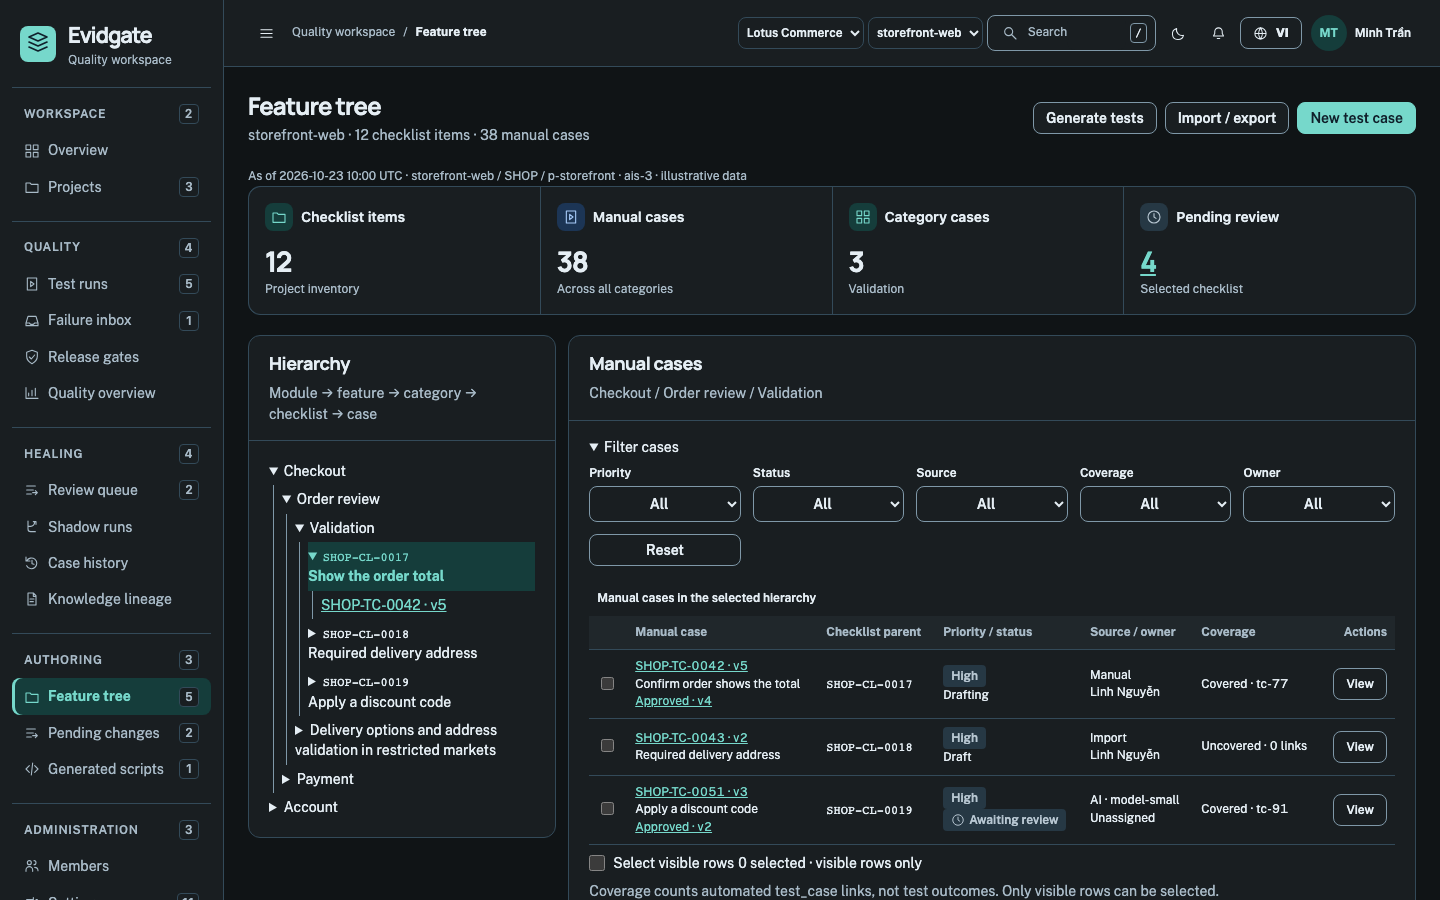 Evidgate
Quality workspace
WORKSPACE 2
Overview
Projects 3
QUALITY 4
Test runs 5
Failure inbox 1
Release gates
Quality overview
HEALING 4
Review queue 2
Shadow runs
Case history
Knowledge lineage
AUTHORING 3
Feature tree 5
Pending changes 2
Generated scripts 1
ADMINISTRATION 3
Members
Quality workspace / Feature tree
Lotus Commerce
storefront-web
Search /
VI
MT Minh Trần
Feature tree
storefront-web · 12 checklist items · 38 manual cases
Generate tests
Import / export
New test case
As of 2026-10-23 10:00 UTC · storefront-web / SHOP / p-storefront · ais-3 · illustrative data
Checklist items
12
Project inventory
Manual cases
38
Across all categories
Category cases
3
Validation
Pending review
4
Selected checklist
Hierarchy
Module → feature → category →
checklist → case
▼ Checkout
▼ Order review
▼ Validation
▼ SHOP-CL-0017
Show the order total
SHOP-TC-0042 · v5
▶ SHOP-CL-0018
Required delivery address
▶ SHOP-CL-0019
Apply a discount code
▶ Delivery options and address
validation in restricted markets
▶ Payment
▶ Account
Manual cases
Checkout / Order review / Validation
▼ Filter cases
Priority Status Source Coverage Owner
All All All All All
Reset
Manual cases in the selected hierarchy
Manual case Checklist parent Priority / status Source / owner Coverage Actions
SHOP-TC-0042 · v5
Confirm order shows the total
Approved · v4
SHOP-CL-0017
High
Drafting
Manual
Linh Nguyễn
Covered · tc-77
View
SHOP-TC-0043 · v2
Required delivery address
SHOP-CL-0018
High
Draft
Import
Linh Nguyễn
Uncovered · 0 links
View
SHOP-TC-0051 · v3
Apply a discount code
Approved · v2
SHOP-CL-0019
High
Awaiting review
AI · model-small
Unassigned
Covered · tc-91
View
Select visible rows 0 selected · visible rows only
Coverage counts automated test_case links, not test outcomes. Only visible rows can be selected.